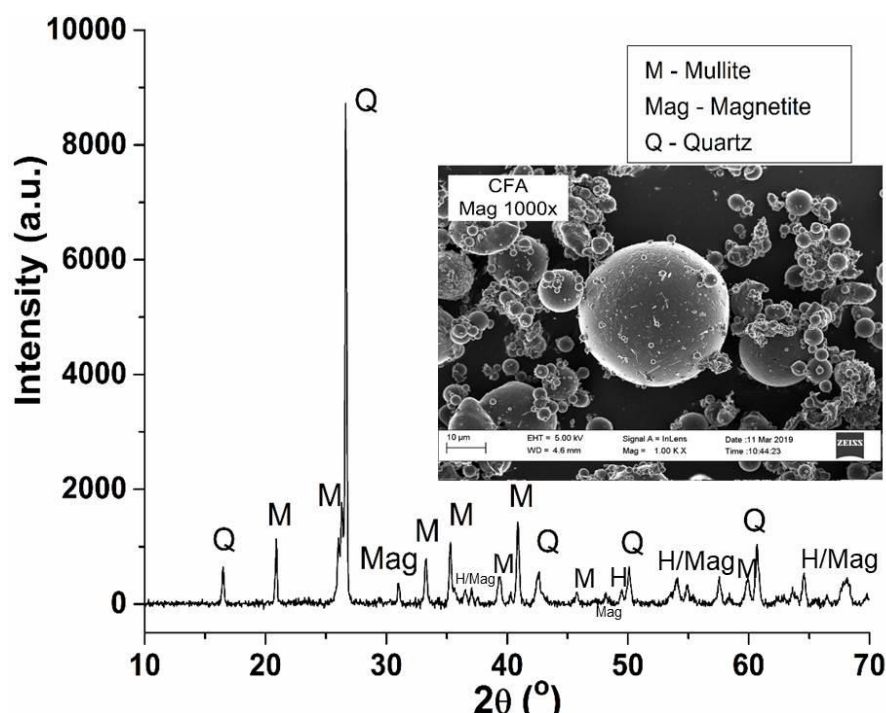 M - Mullite
Mag - Magnetite
Q - Quartz
CFA
Mag 1000x
10 µm
EHT = 5.00 kV
WD = 4.6 mm
Signal A = InLens
Mag = 1.00 K X
Date :11 Mar 2019
Time :10:44:23
ZEISS
Intensity (a.u.)
10000
8000
6000
4000
2000
0
Q
Q
M
M
Mag
M
H/Mag
M
M
M
Q
M
H
Mag
Q
H/Mag
M
Q
H/Mag
10 20 30 40 50 60 70
2θ (°)